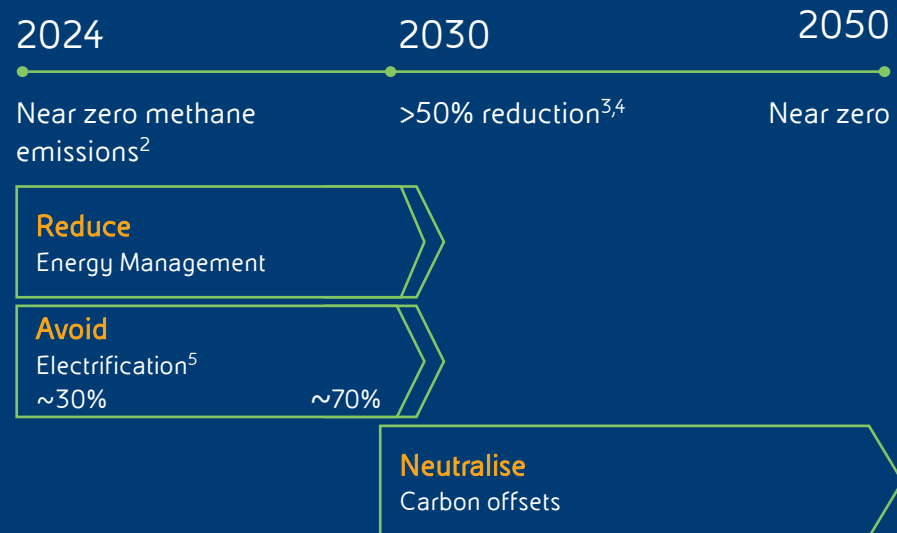 2024
2030
2050
Near zero methane
emissions²
>50% reduction³,⁴
Near zero
Reduce
Energy Management
Avoid
Electrification⁵
~30%
~70%
Neutralise
Carbon offsets